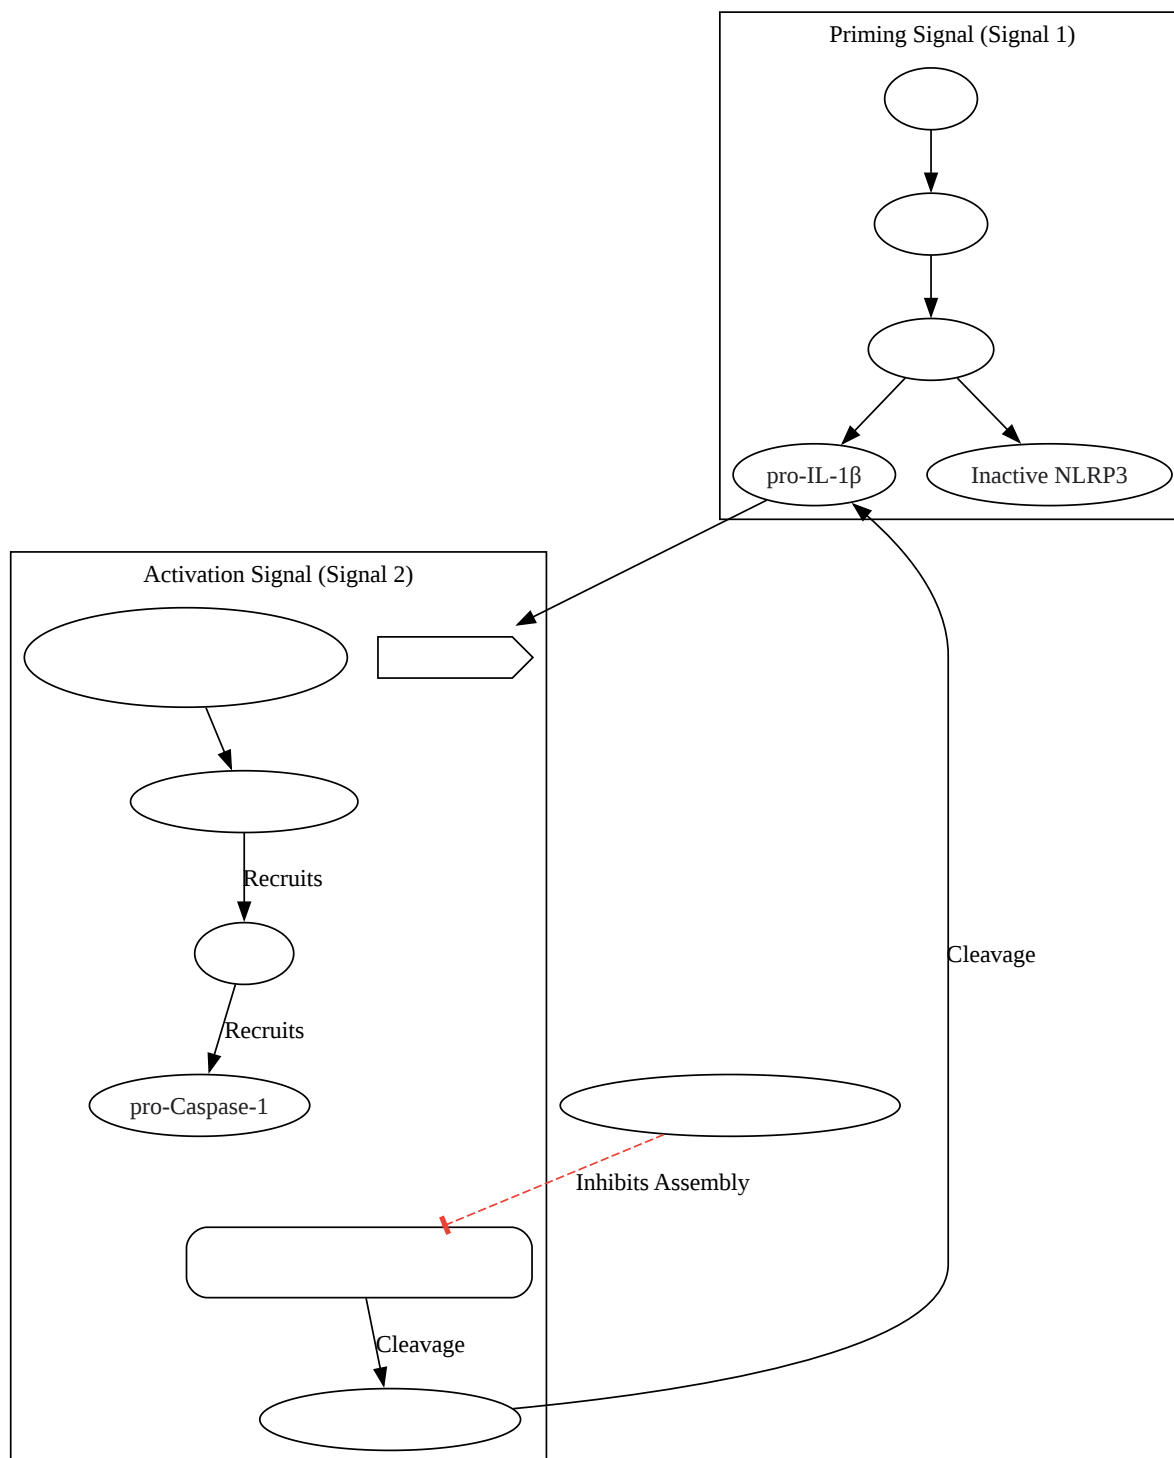 Priming Signal (Signal 1)
pro-IL-1β
Inactive NLRP3
Activation Signal (Signal 2)
Recruits
Cleavage
Recruits
pro-Caspase-1
Inhibits Assembly
Cleavage